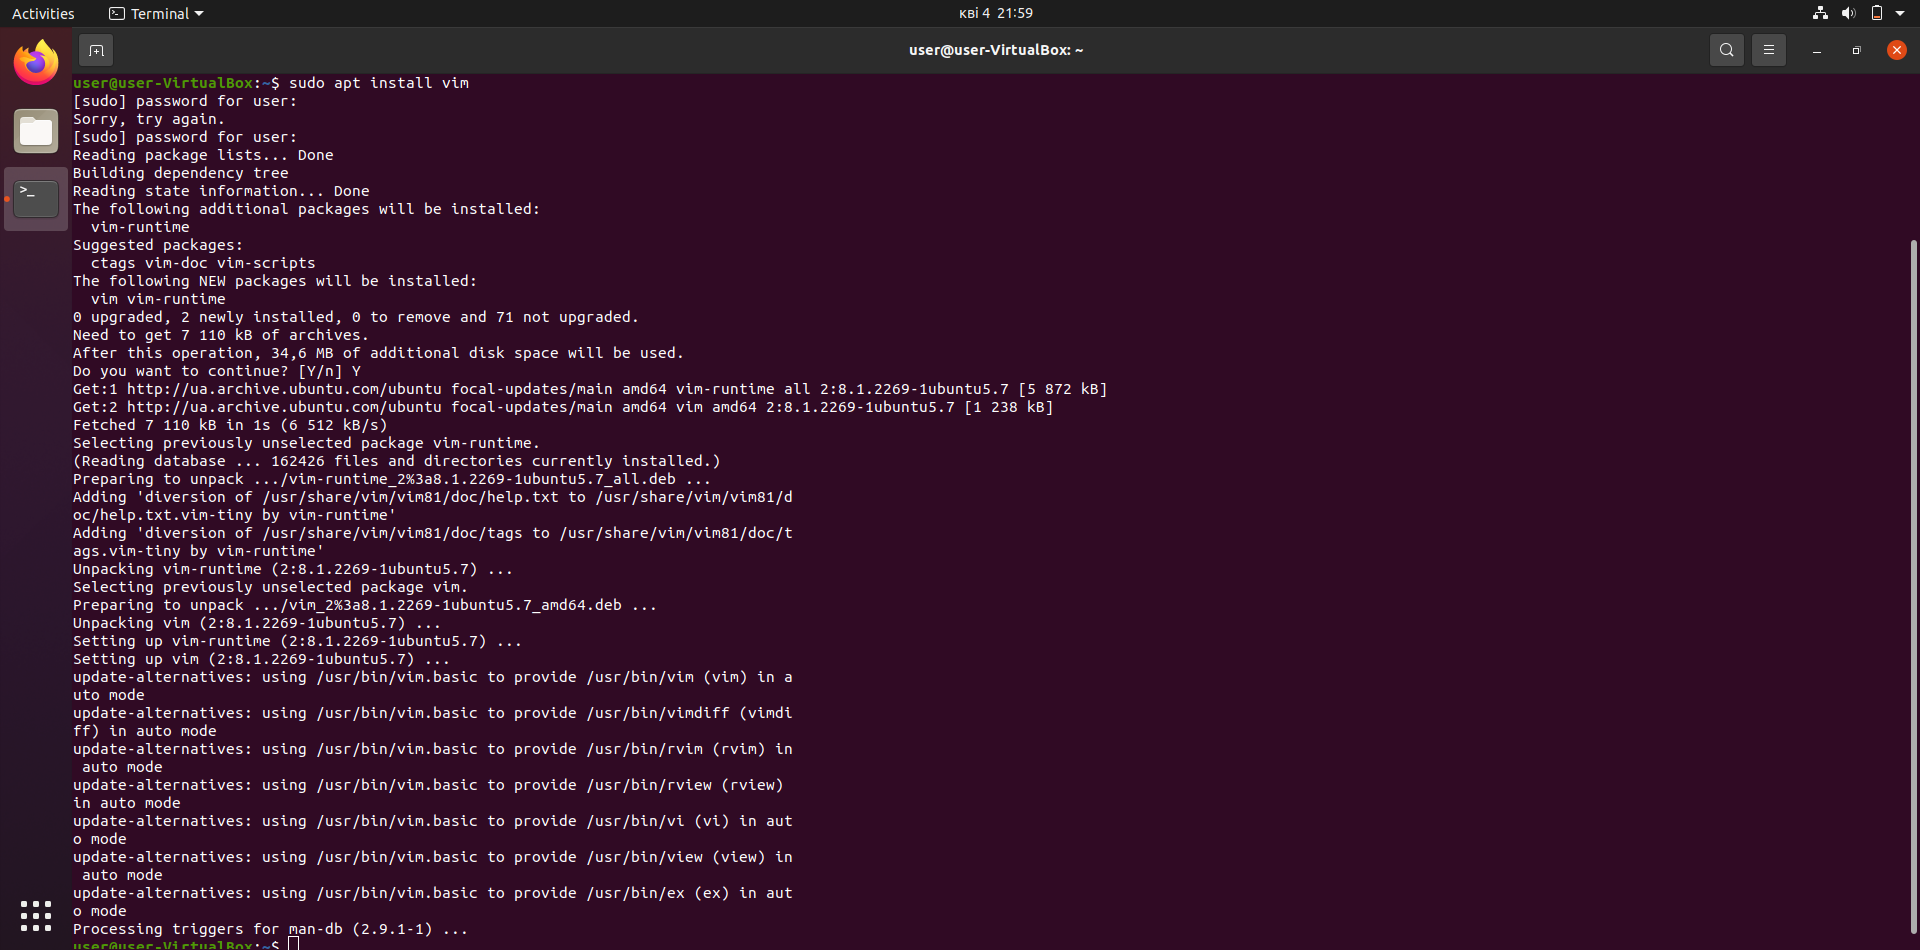 Activities
Terminal
кві 4 21:59
user@user-VirtualBox: ~
user@user-VirtualBox:~$ sudo apt install vim
[sudo] password for user:
Sorry, try again.
[sudo] password for user:
Reading package lists... Done
Building dependency tree
Reading state information... Done
The following additional packages will be installed:
  vim-runtime
Suggested packages:
  ctags vim-doc vim-scripts
The following NEW packages will be installed:
  vim vim-runtime
0 upgraded, 2 newly installed, 0 to remove and 71 not upgraded.
Need to get 7 110 kB of archives.
After this operation, 34,6 MB of additional disk space will be used.
Do you want to continue? [Y/n] Y
Get:1 http://ua.archive.ubuntu.com/ubuntu focal-updates/main amd64 vim-runtime all 2:8.1.2269-1ubuntu5.7 [5 872 kB]
Get:2 http://ua.archive.ubuntu.com/ubuntu focal-updates/main amd64 vim amd64 2:8.1.2269-1ubuntu5.7 [1 238 kB]
Fetched 7 110 kB in 1s (6 512 kB/s)
Selecting previously unselected package vim-runtime.
(Reading database ... 162426 files and directories currently installed.)
Preparing to unpack .../vim-runtime_2%3a8.1.2269-1ubuntu5.7_all.deb ...
Adding 'diversion of /usr/share/vim/vim81/doc/help.txt to /usr/share/vim/vim81/d
oc/help.txt.vim-tiny by vim-runtime'
Adding 'diversion of /usr/share/vim/vim81/doc/tags to /usr/share/vim/vim81/doc/t
ags.vim-tiny by vim-runtime'
Unpacking vim-runtime (2:8.1.2269-1ubuntu5.7) ...
Selecting previously unselected package vim.
Preparing to unpack .../vim_2%3a8.1.2269-1ubuntu5.7_amd64.deb ...
Unpacking vim (2:8.1.2269-1ubuntu5.7) ...
Setting up vim-runtime (2:8.1.2269-1ubuntu5.7) ...
Setting up vim (2:8.1.2269-1ubuntu5.7) ...
update-alternatives: using /usr/bin/vim.basic to provide /usr/bin/vim (vim) in a
uto mode
update-alternatives: using /usr/bin/vim.basic to provide /usr/bin/vimdiff (vimdi
ff) in auto mode
update-alternatives: using /usr/bin/vim.basic to provide /usr/bin/rvim (rvim) in
 auto mode
update-alternatives: using /usr/bin/vim.basic to provide /usr/bin/rview (rview)
in auto mode
update-alternatives: using /usr/bin/vim.basic to provide /usr/bin/vi (vi) in aut
o mode
update-alternatives: using /usr/bin/vim.basic to provide /usr/bin/view (view) in
 auto mode
update-alternatives: using /usr/bin/vim.basic to provide /usr/bin/ex (ex) in aut
o mode
Processing triggers for man-db (2.9.1-1) ...
user@user-VirtualBox:~$